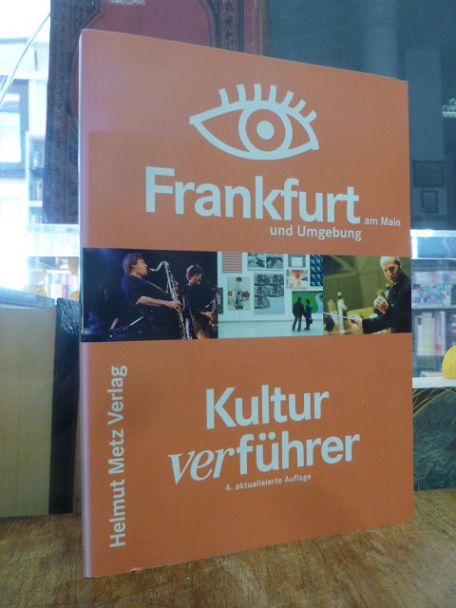 Frankfurt am Main
und Umgebung
Kultur
verführer
4. aktualisierte Auflage
Helmut Metz Verlag